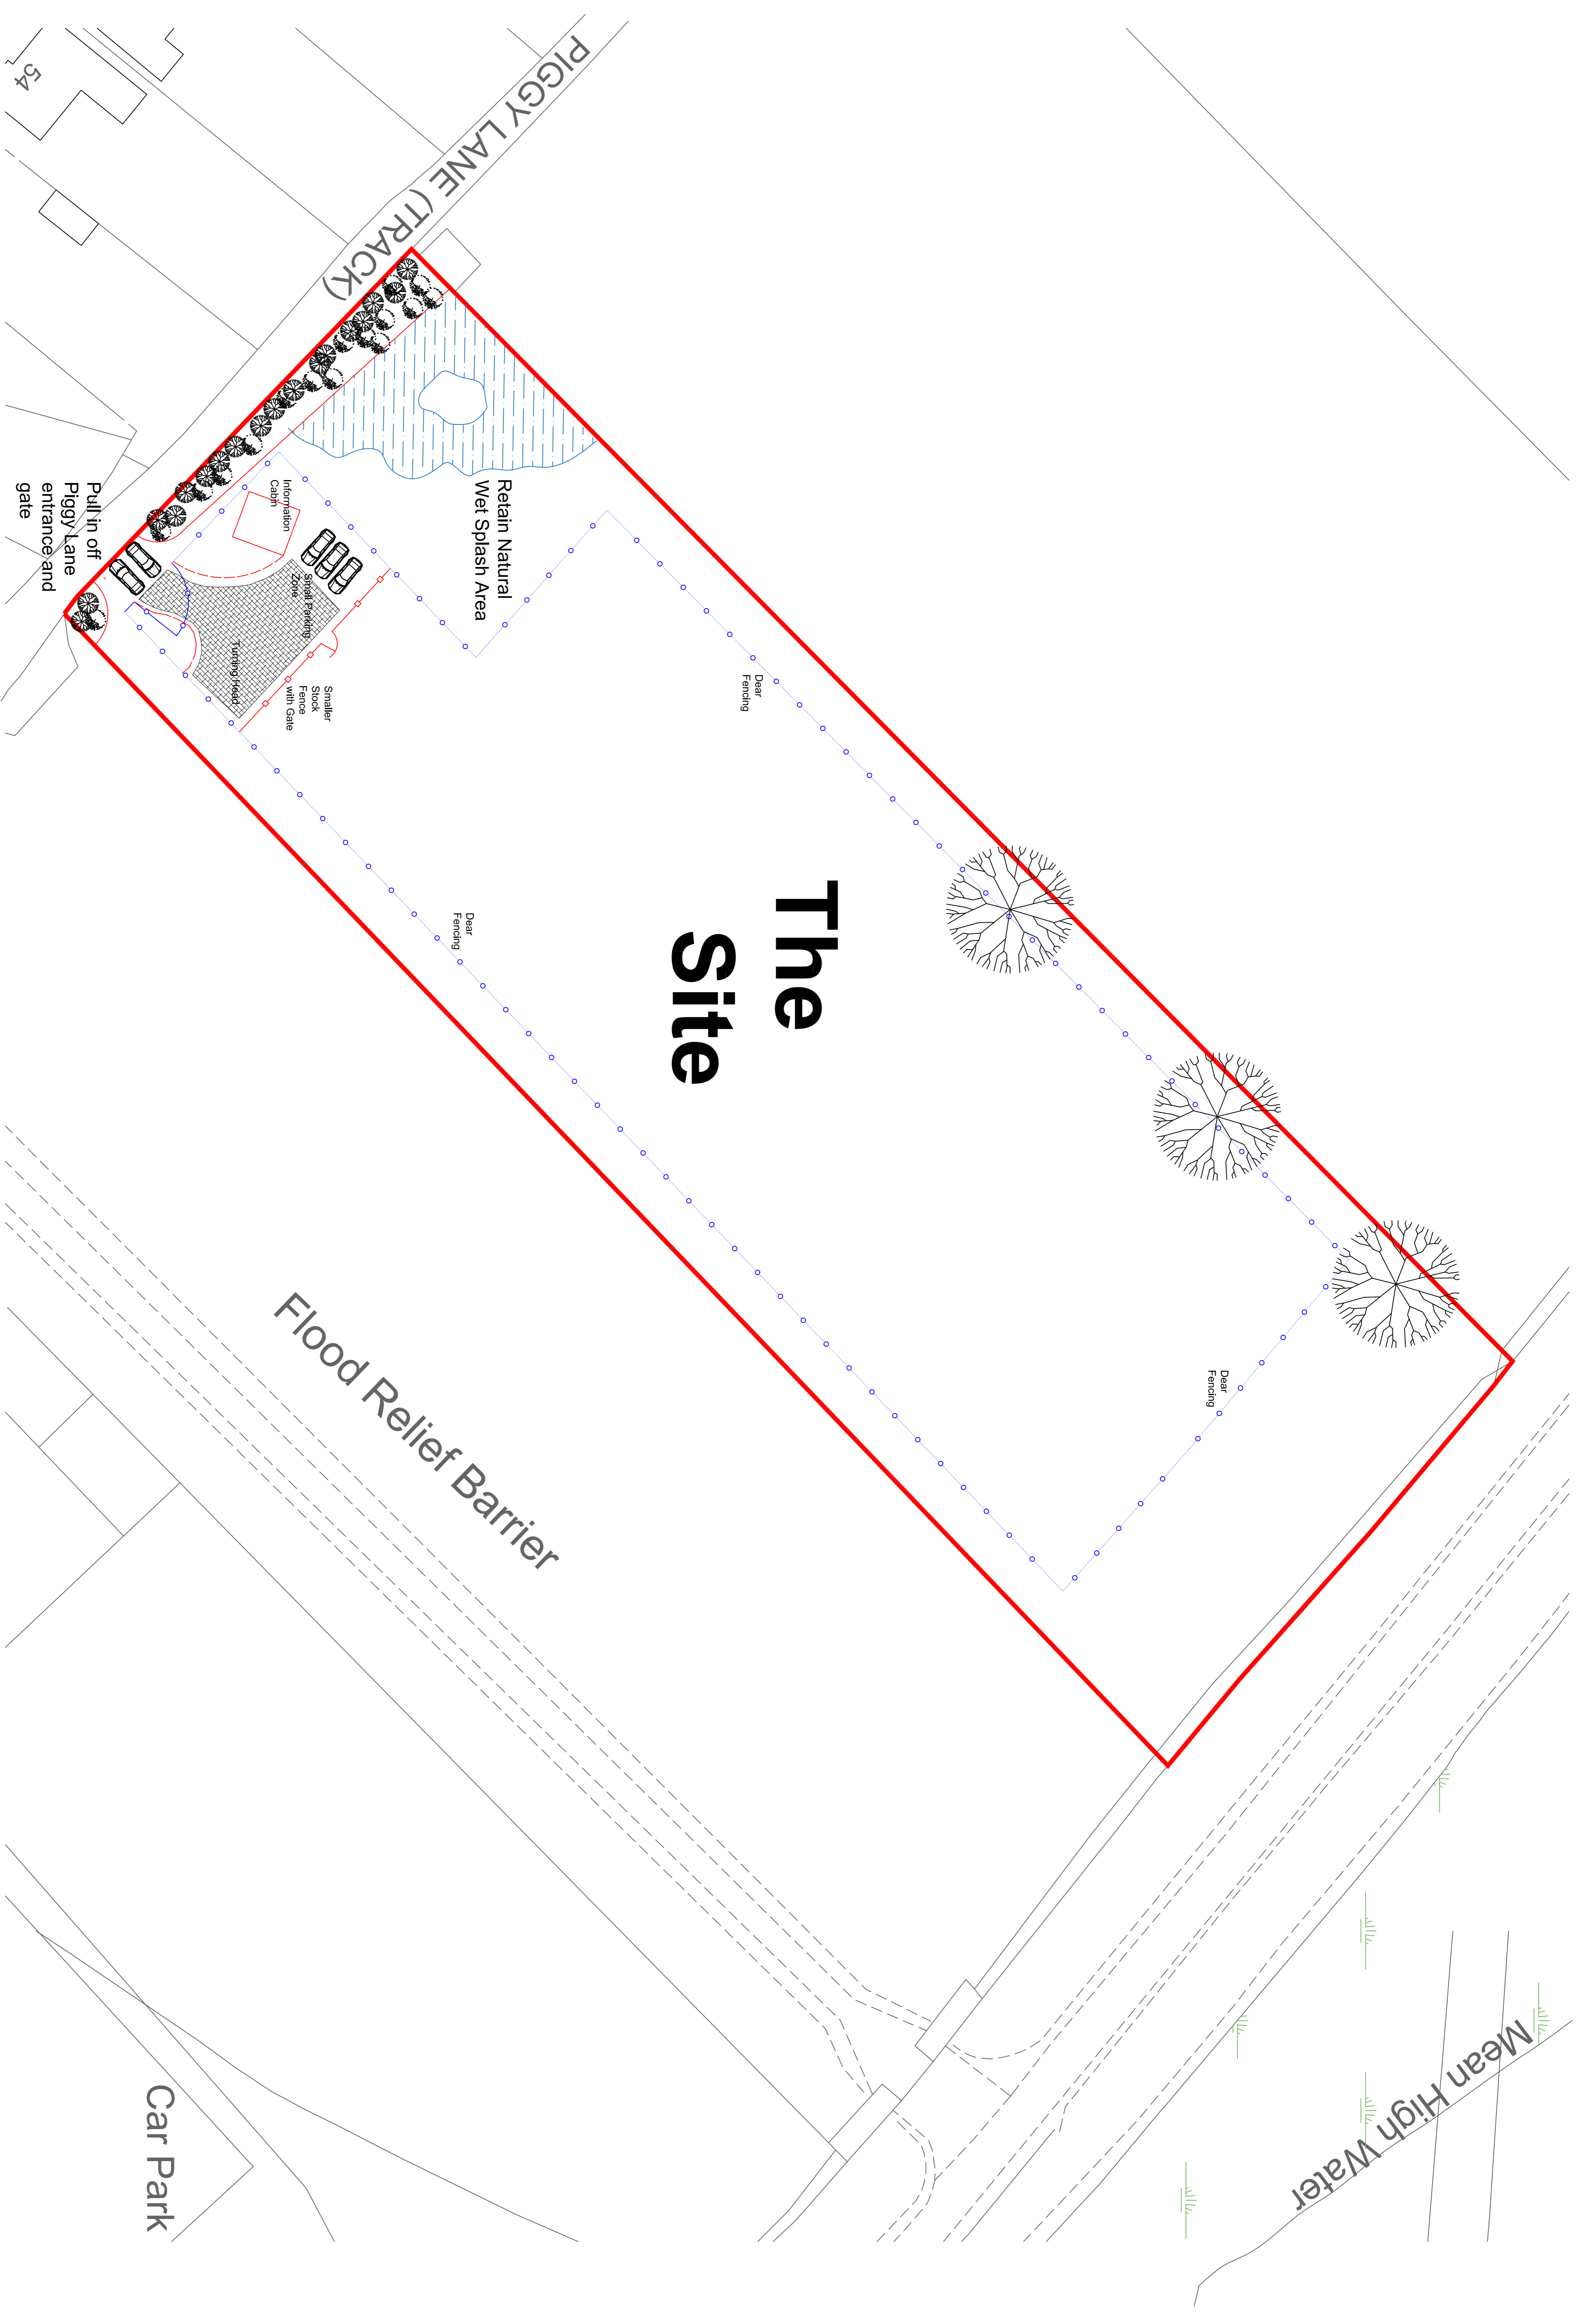 PIGGY LANE (TRACK)
54
Retain Natural
Wet Splash Area
Information
Cabin
Small Parking
Zone
Turning Head
Smaller
Stock
Fence
with Gate
Pull in off
Piggy Lane
entrance and
gate
Dear
Fencing
Dear
Fencing
Dear
Fencing
The
Site
Flood Relief Barrier
Car Park
Mean High Water